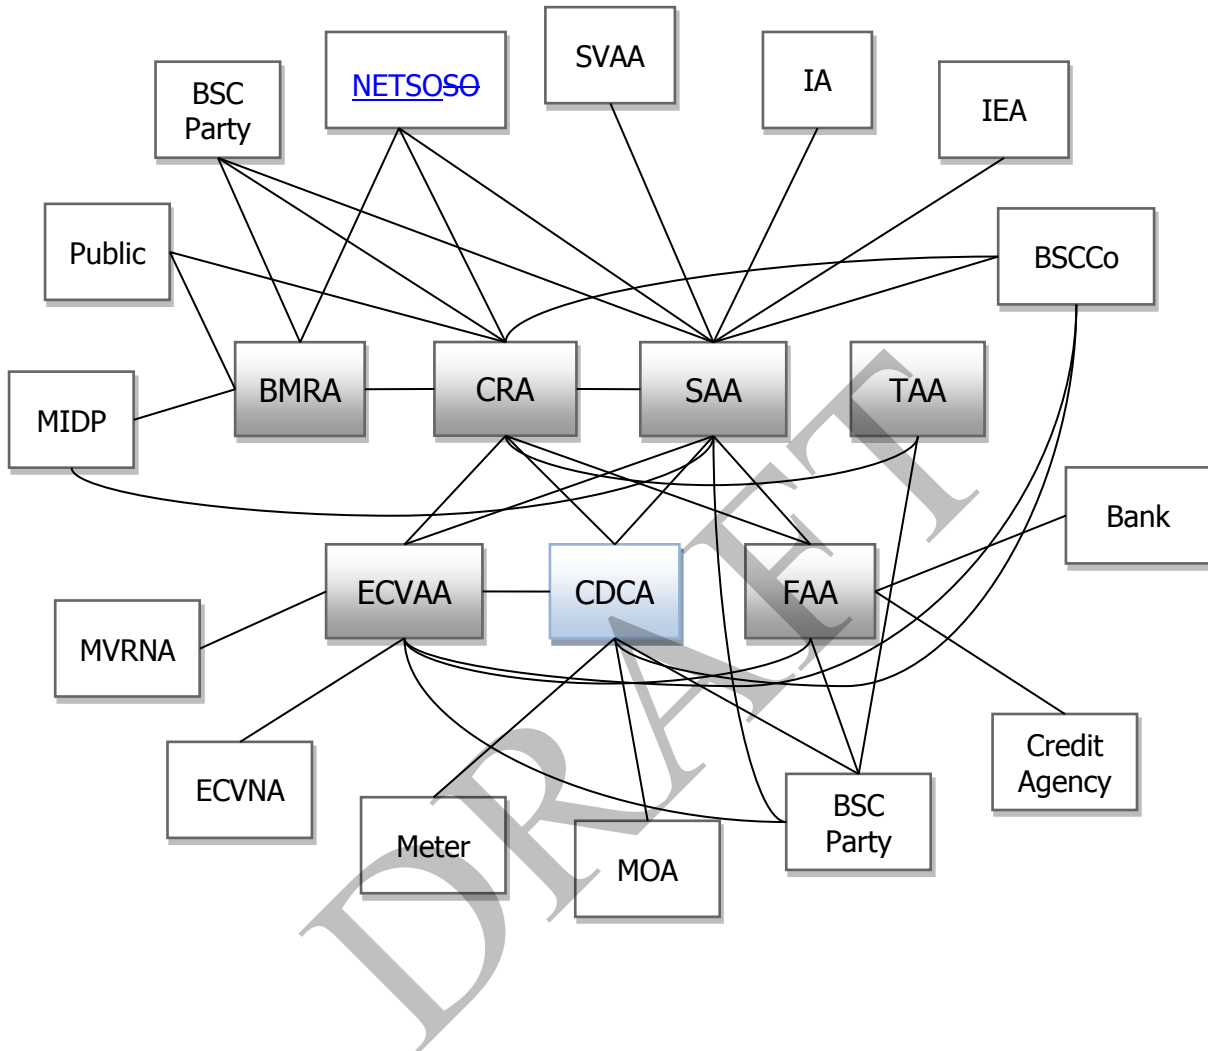 SVAA
IA
NETSOSO
BSC
Party
IEA
Public
BSCCo
BMRA
CRA
SAA
TAA
MIDP
Bank
ECVAA
CDCA
FAA
MVRNA
Credit
Agency
ECVNA
BSC
Party
Meter
MOA
DRAFT